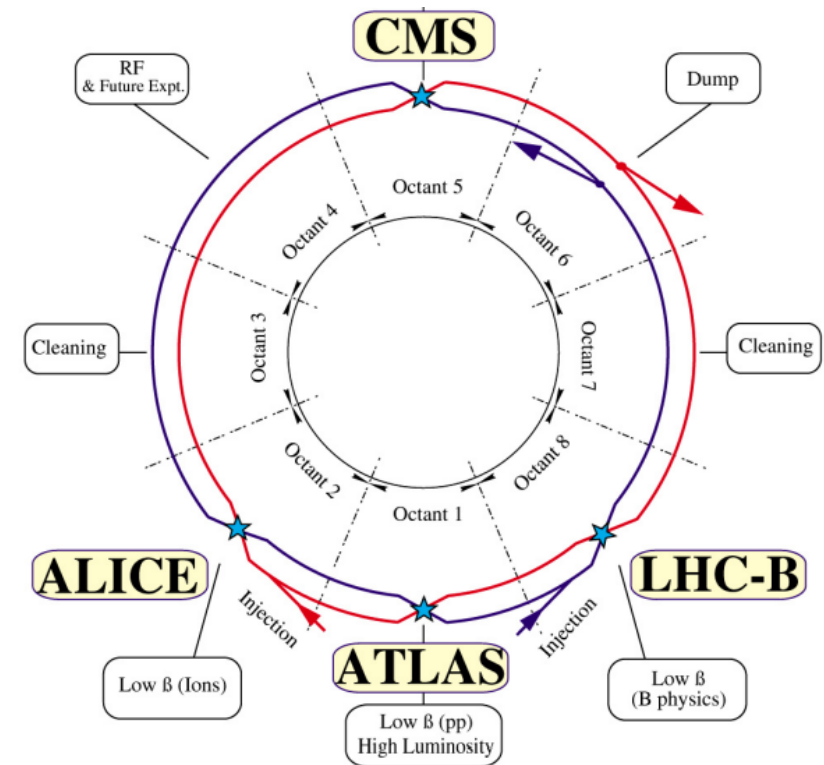 CMS
RF
& Future Expt.
Dump
Octant 5
Octant 4
Octant 6
Cleaning
Octant 3
Octant 7
Cleaning
Octant 2
Octant 8
Octant 1
ALICE
LHC-B
Injection
Injection
ATLAS
Low ß (Ions)
Low ß
(B physics)
Low ß (pp)
High Luminosity